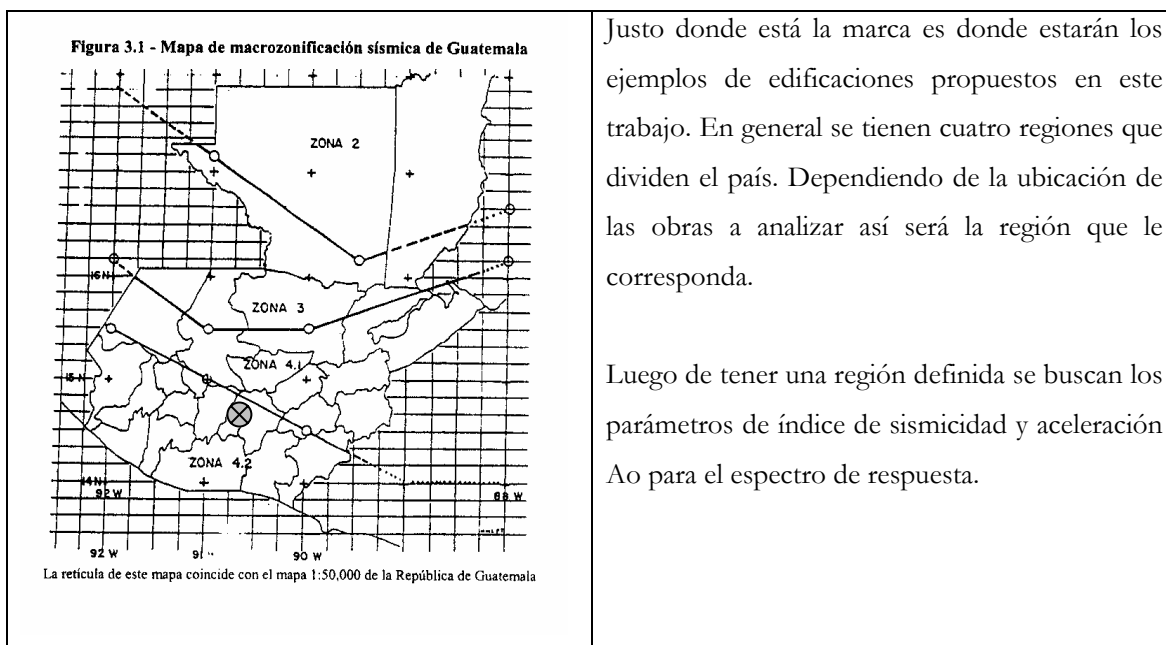 Figura 3.1 - Mapa de macrozonificación sísmica de Guatemala
ZONA 2
16N
ZONA 3
ZONA 4.1
15N
ZONA 4.2
14N
92 W
88 W
92 W
90 W
La retícula de este mapa coincide con el mapa 1:50,000 de la República de Guatemala
Justo donde está la marca es donde estarán los
ejemplos de edificaciones propuestos en este
trabajo. En general se tienen cuatro regiones que
dividen el país. Dependiendo de la ubicación de
las obras a analizar así será la región que le
corresponda.
Luego de tener una región definida se buscan los
parámetros de índice de sismicidad y aceleración
Ao para el espectro de respuesta.